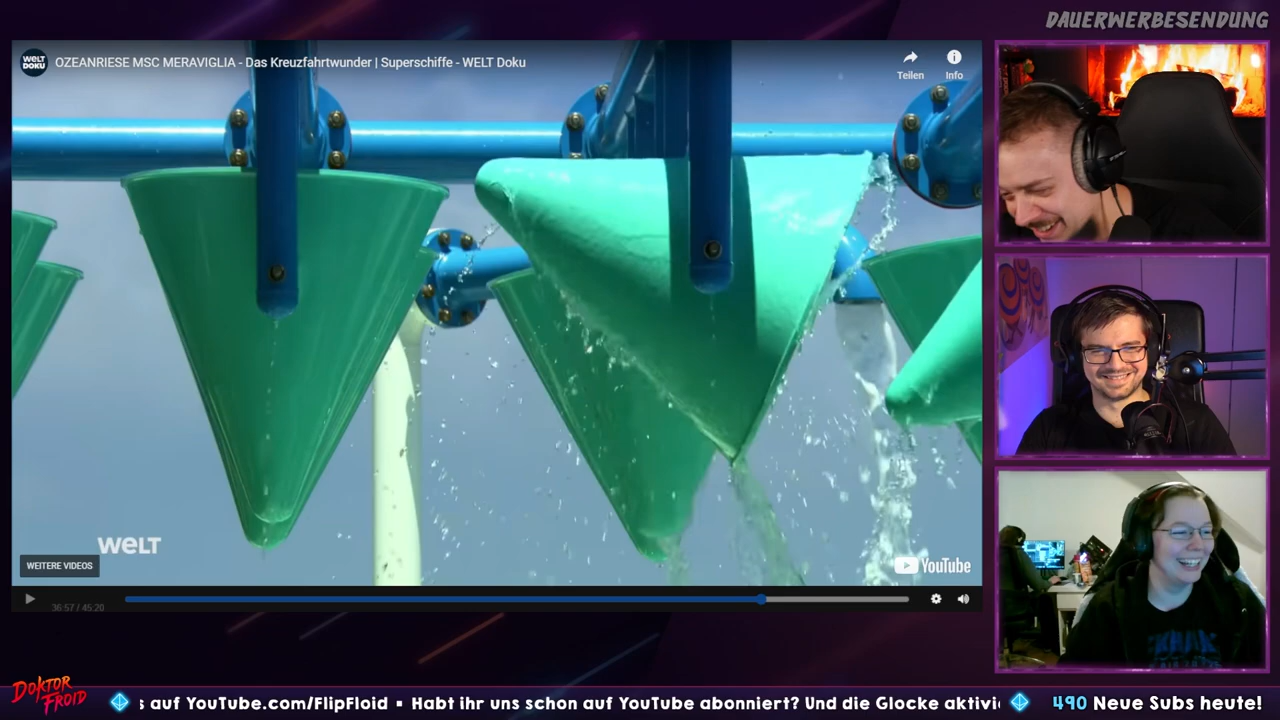 DAUERWERBESENDUNG
WELT DOKU
OZEANRIESE MSC MERAVIGLIA - Das Kreuzfahrtwunder | Superschiffe - WELT Doku
Teilen
Info
WELT
WEITERE VIDEOS
YouTube
36:57 / 45:20
DOKTOR FROID
s auf YouTube.com/FlipFloid ▪ Habt ihr uns schon auf YouTube abonniert? Und die Glocke aktivie
490 Neue Subs heute!